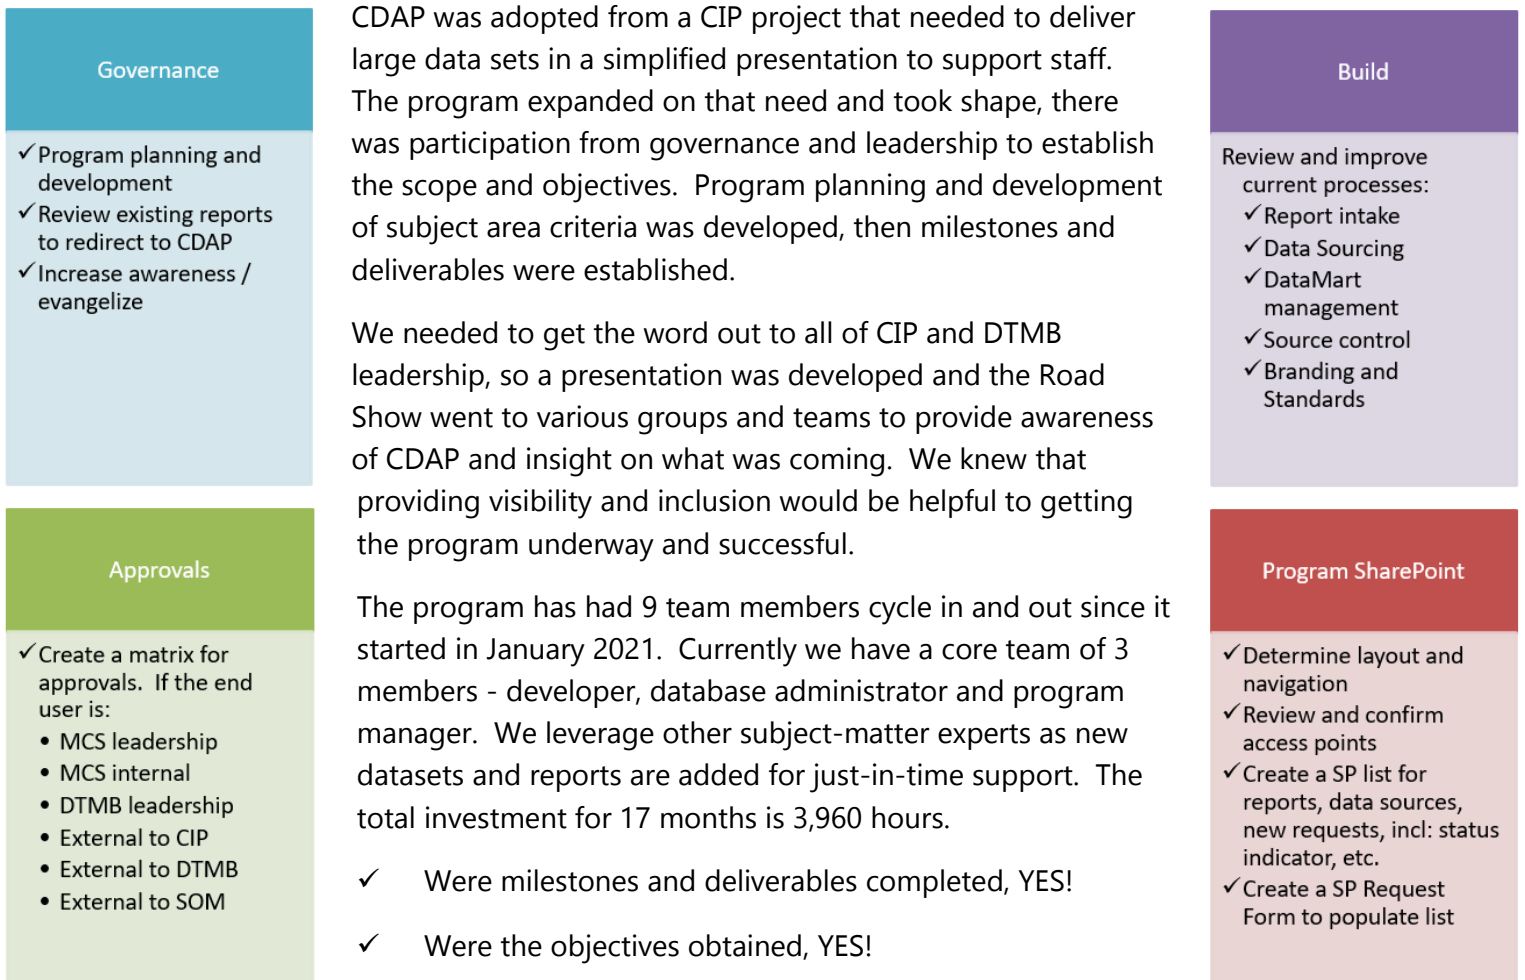 Governance
✓Program planning and
development
✓Review existing reports
to redirect to CDAP
✓Increase awareness /
evangelize
Approvals
✓Create a matrix for
approvals.  If the end
user is:
• MCS leadership
• MCS internal
• DTMB leadership
• External to CIP
• External to DTMB
• External to SOM
CDAP was adopted from a CIP project that needed to deliver
large data sets in a simplified presentation to support staff.
The program expanded on that need and took shape, there
was participation from governance and leadership to establish
the scope and objectives.  Program planning and development
of subject area criteria was developed, then milestones and
deliverables were established.
We needed to get the word out to all of CIP and DTMB
leadership, so a presentation was developed and the Road
Show went to various groups and teams to provide awareness
of CDAP and insight on what was coming.  We knew that
providing visibility and inclusion would be helpful to getting
the program underway and successful.
The program has had 9 team members cycle in and out since it
started in January 2021.  Currently we have a core team of 3
members - developer, database administrator and program
manager.  We leverage other subject-matter experts as new
datasets and reports are added for just-in-time support.  The
total investment for 17 months is 3,960 hours.
✓ Were milestones and deliverables completed, YES!
✓ Were the objectives obtained, YES!
Build
Review and improve
current processes:
✓Report intake
✓Data Sourcing
✓DataMart
management
✓Source control
✓Branding and
Standards
Program SharePoint
✓Determine layout and
navigation
✓Review and confirm
access points
✓Create a SP list for
reports, data sources,
new requests, incl: status
indicator, etc.
✓Create a SP Request
Form to populate list